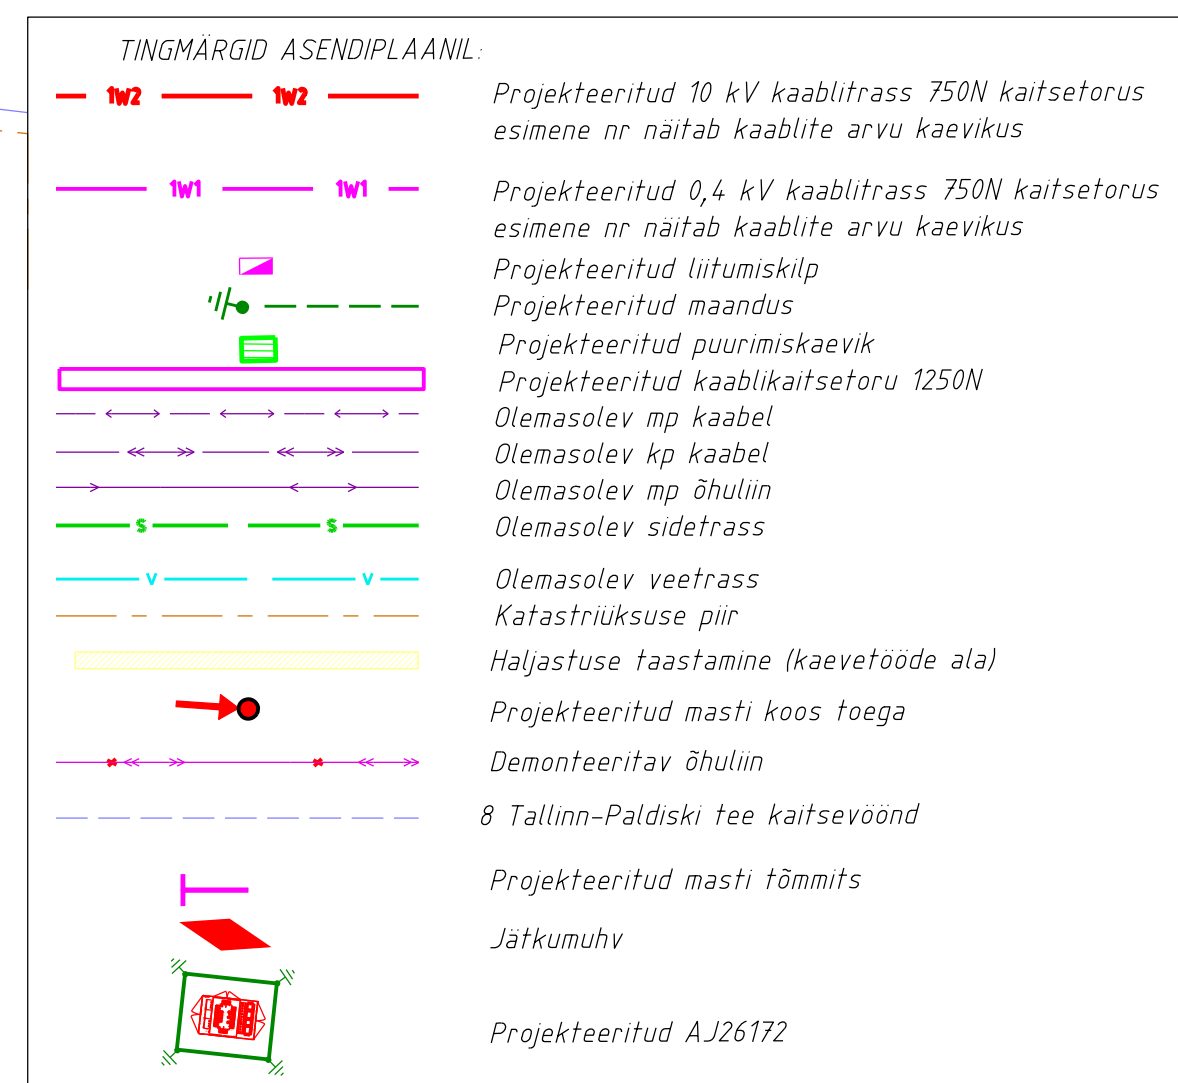 TINGMÄRGID ASENDIPLAANIL:
1W2 1W2 Projekteeritud 10 kV kaablitrass 750N kaitsetorus
esimene nr näitab kaablite arvu kaevikus
1W1 1W1 Projekteeritud 0,4 kV kaablitrass 750N kaitsetorus
esimene nr näitab kaablite arvu kaevikus
Projekteeritud liitumiskilp
Projekteeritud maandus
Projekteeritud puurimiskaevik
Projekteeritud kaablikaitsetoru 1250N
Olemasolev mp kaabel
Olemasolev kp kaabel
Olemasolev mp õhuliin
S S Olemasolev sidetrass
V V Olemasolev veetrass
Katastriüksuse piir
Haljastuse taastamine (kaevetööde ala)
Projekteeritud masti koos toega
Demonteeritav õhuliin
8 Tallinn-Paldiski tee kaitsevöönd
Projekteeritud masti tõmmits
Jätkumuhv
Projekteeritud AJ26172